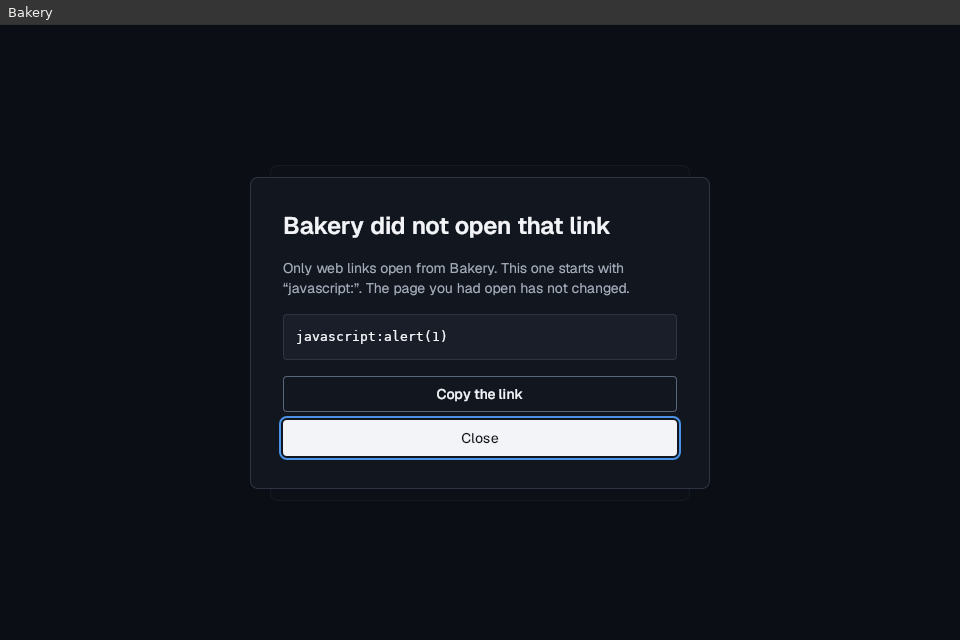 Bakery
Bakery did not open that link
Only web links open from Bakery. This one starts with
“javascript:”. The page you had open has not changed.
javascript:alert(1)
Copy the link
Close